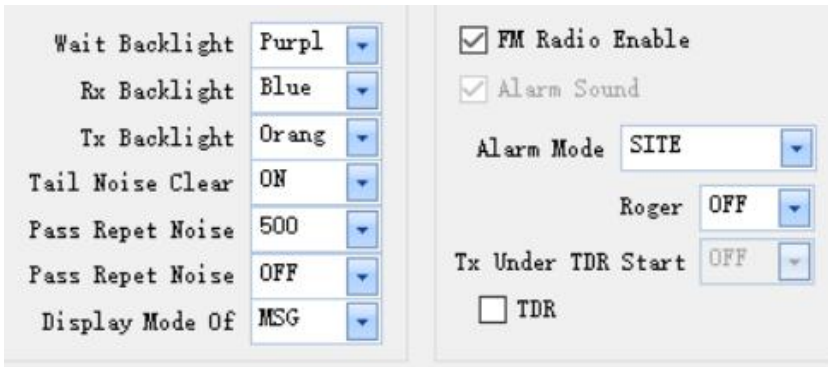 Wait Backlight Purpl
Rx Backlight Blue
Tx Backlight Orang
Tail Noise Clear ON
Pass Repet Noise 500
Pass Repet Noise OFF
Display Mode Of MSG
FM Radio Enable
Alarm Sound
Alarm Mode SITE
Roger OFF
Tx Under TDR Start OFF
TDR